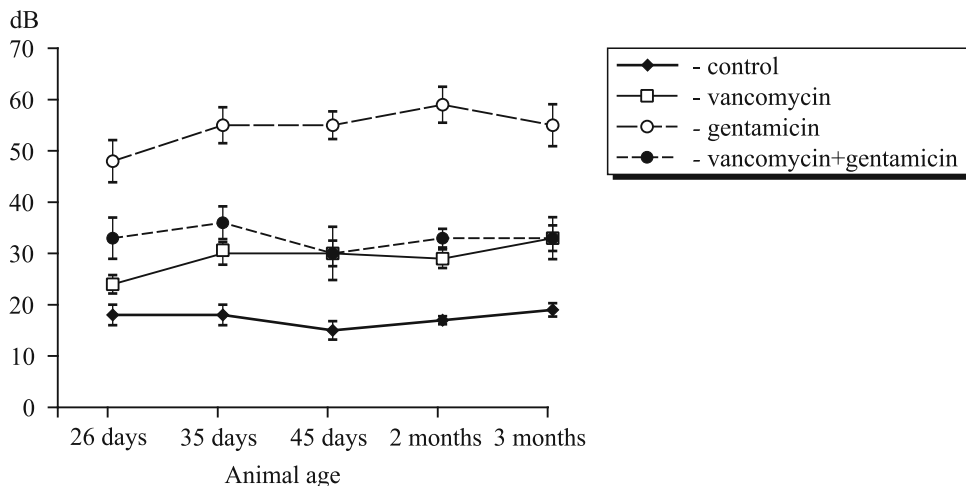 dB
70
60
50
40
30
20
10
0
26 days 35 days 45 days 2 months 3 months
Animal age
- control
- vancomycin
- gentamicin
- vancomycin+gentamicin